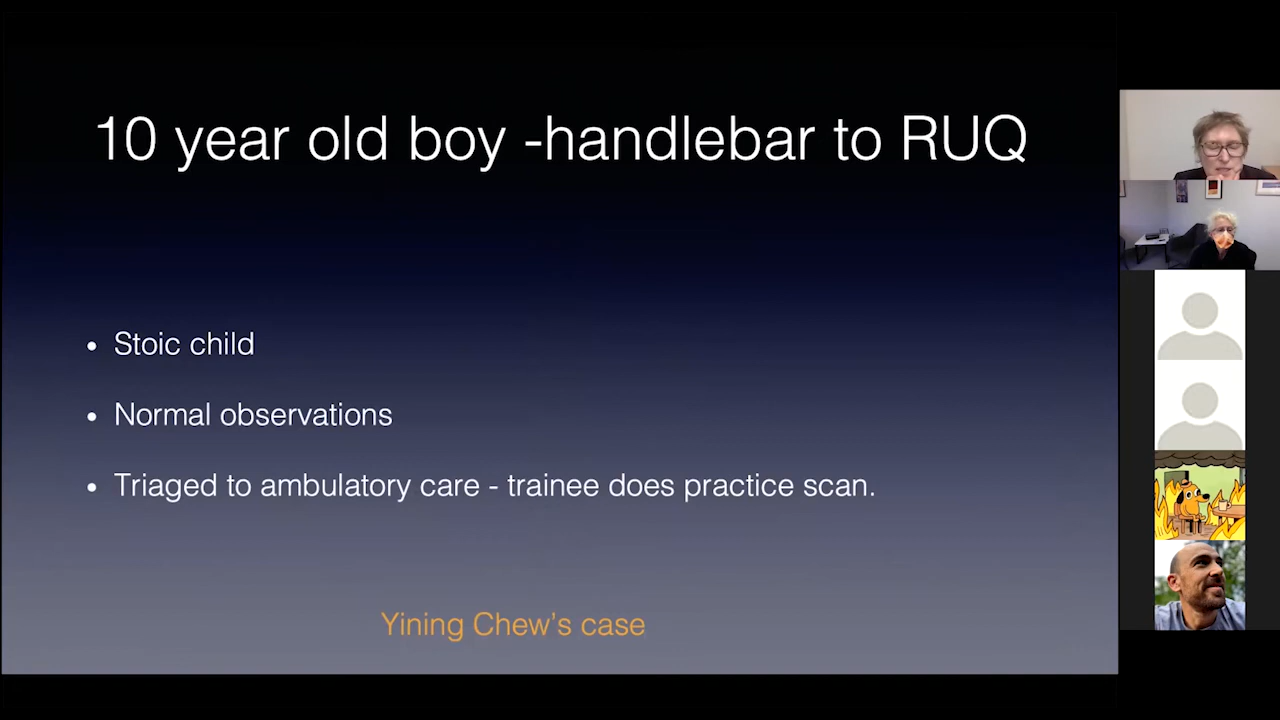 10 year old boy -handlebar to RUQ
• Stoic child
• Normal observations
• Triaged to ambulatory care - trainee does practice scan.
Yining Chew’s case